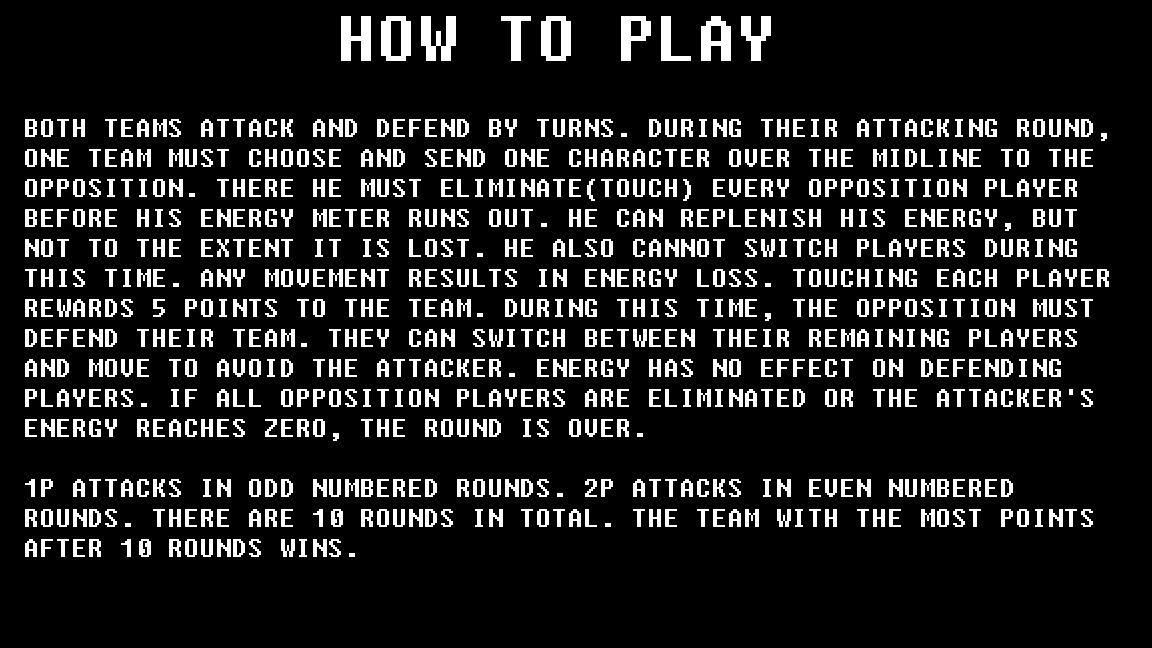 HOW TO PLAY
BOTH TEAMS ATTACK AND DEFEND BY TURNS. DURING THEIR ATTACKING ROUND,
ONE TEAM MUST CHOOSE AND SEND ONE CHARACTER OVER THE MIDLINE TO THE
OPPOSITION. THERE HE MUST ELIMINATE(TOUCH) EVERY OPPOSITION PLAYER
BEFORE HIS ENERGY METER RUNS OUT. HE CAN REPLENISH HIS ENERGY, BUT
NOT TO THE EXTENT IT IS LOST. HE ALSO CANNOT SWITCH PLAYERS DURING
THIS TIME. ANY MOVEMENT RESULTS IN ENERGY LOSS. TOUCHING EACH PLAYER
REWARDS 5 POINTS TO THE TEAM. DURING THIS TIME, THE OPPOSITION MUST
DEFEND THEIR TEAM. THEY CAN SWITCH BETWEEN THEIR REMAINING PLAYERS
AND MOVE TO AVOID THE ATTACKER. ENERGY HAS NO EFFECT ON DEFENDING
PLAYERS. IF ALL OPPOSITION PLAYERS ARE ELIMINATED OR THE ATTACKER'S
ENERGY REACHES ZERO, THE ROUND IS OVER.
1P ATTACKS IN ODD NUMBERED ROUNDS. 2P ATTACKS IN EVEN NUMBERED
ROUNDS. THERE ARE 10 ROUNDS IN TOTAL. THE TEAM WITH THE MOST POINTS
AFTER 10 ROUNDS WINS.